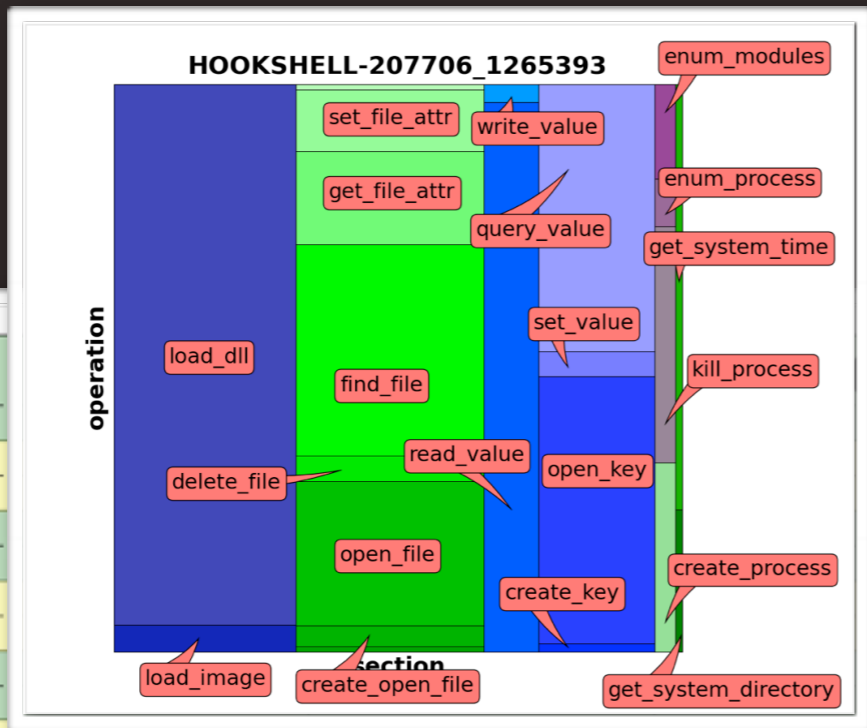 HOOKSHELL-207706_1265393
enum_modules
set_file_attr
write_value
get_file_attr
enum_process
query_value
get_system_time
set_value
operation
load_dll
find_file
kill_process
read_value
open_key
delete_file
open_file
create_process
create_key
section
load_image
create_open_file
get_system_directory